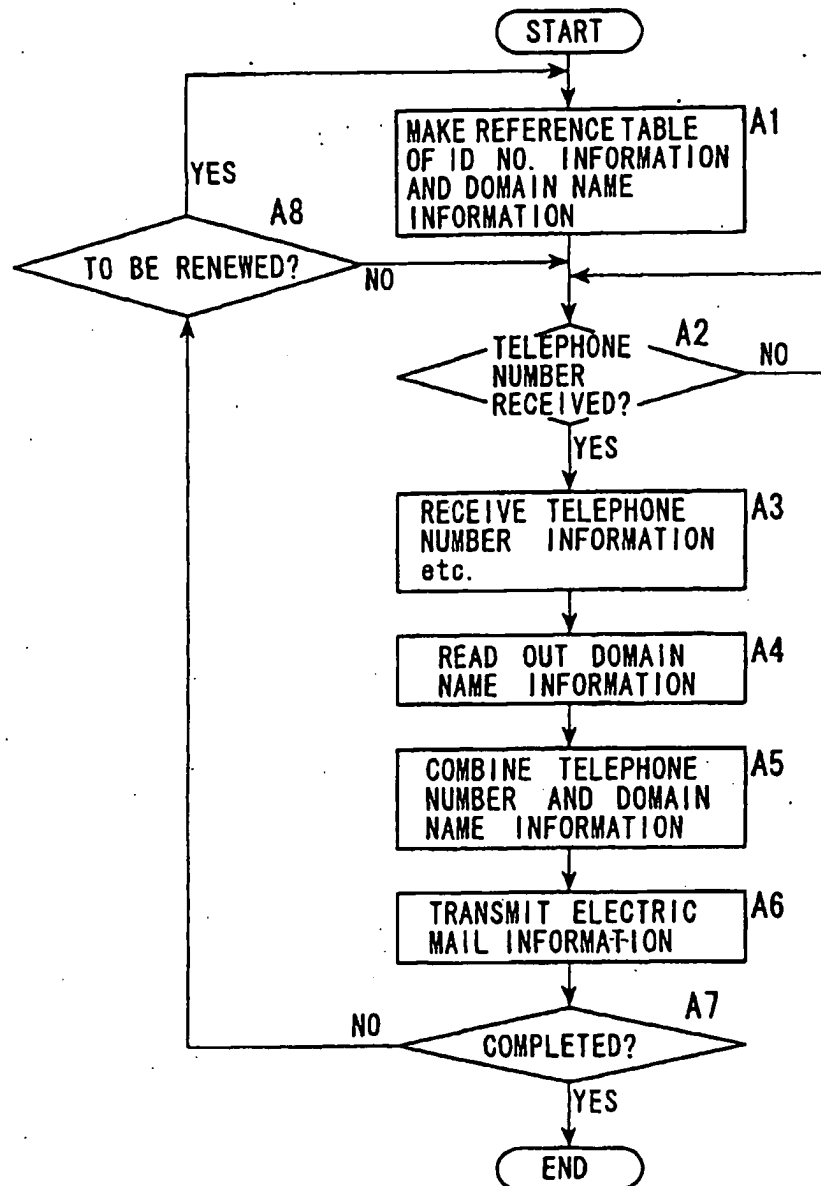 START
A1
MAKE REFERENCE TABLE
OF ID NO. INFORMATION
AND DOMAIN NAME
INFORMATION
YES
A8
TO BE RENEWED?
NO
A2
TELEPHONE
NUMBER
RECEIVED?
NO
YES
A3
RECEIVE TELEPHONE
NUMBER INFORMATION
etc.
A4
READ OUT DOMAIN
NAME INFORMATION
A5
COMBINE TELEPHONE
NUMBER AND DOMAIN
NAME INFORMATION
A6
TRANSMIT ELECTRIC
MAIL INFORMATION
A7
NO
COMPLETED?
YES
END